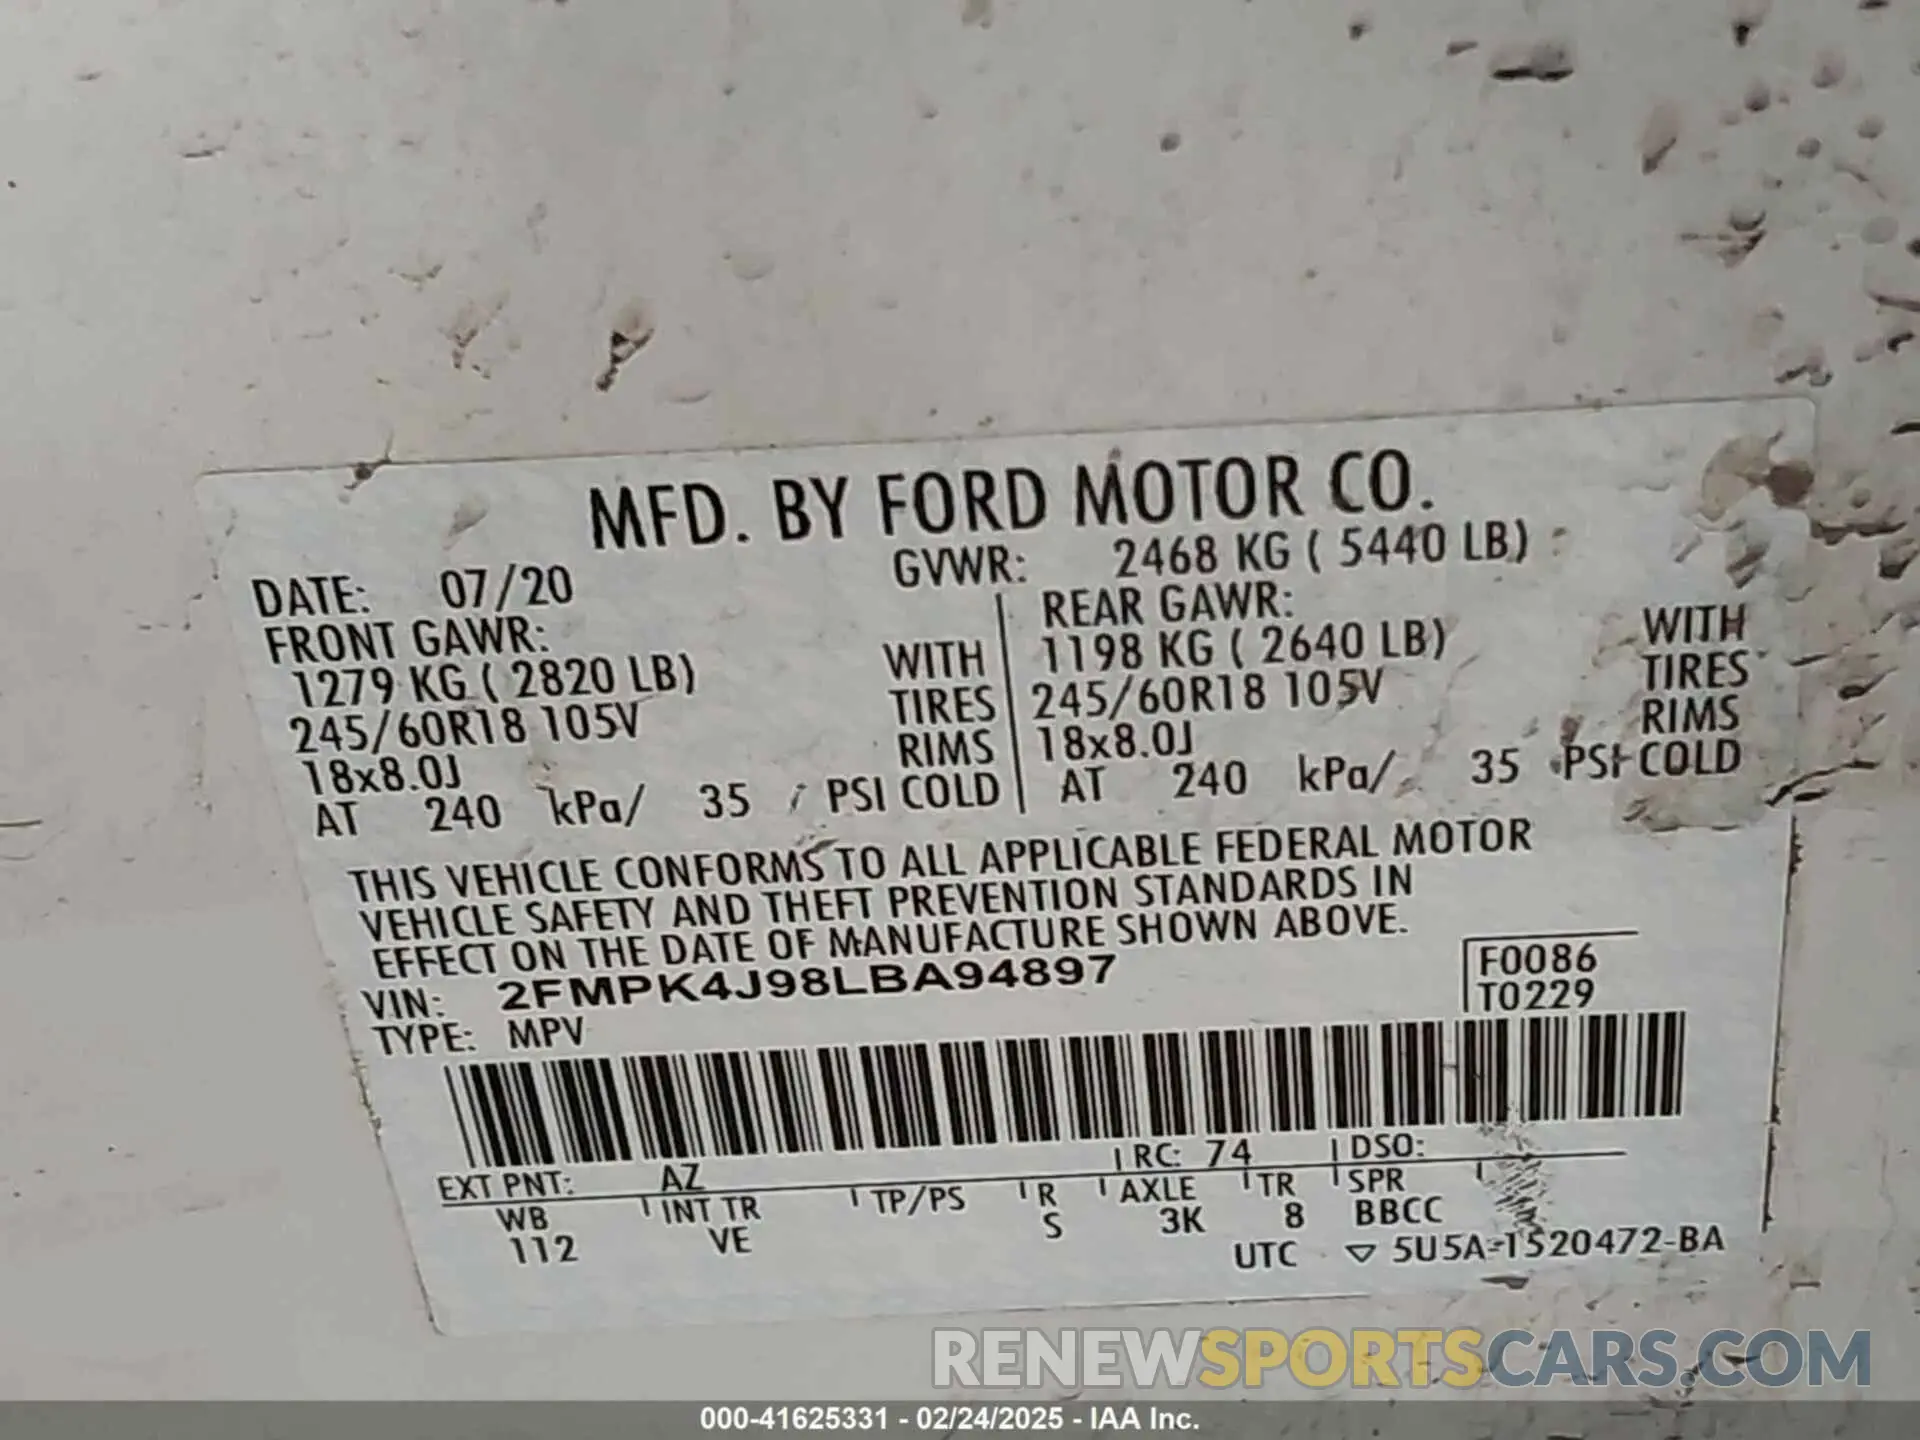 MFD. BY FORD MOTOR CO.
DATE: 07/20 GVWR: 2468 KG ( 5440 LB)
FRONT GAWR: REAR GAWR:
1279 KG ( 2820 LB) WITH 1198 KG ( 2640 LB) WITH
245/60R18 105V TIRES 245/60R18 105V TIRES
18x8.0J RIMS 18x8.0J RIMS
AT 240 kPa/ 35 PSI COLD AT 240 kPa/ 35 PSI COLD
THIS VEHICLE CONFORMS TO ALL APPLICABLE FEDERAL MOTOR
VEHICLE SAFETY AND THEFT PREVENTION STANDARDS IN
EFFECT ON THE DATE OF MANUFACTURE SHOWN ABOVE.
VIN: 2FMPK4J98LBA94897 F0086
TYPE: MPV T0229
EXT PNT: AZ RC: 74 DSO:
WB INT TR TP/PS R AXLE TR SPR
112 VE S 3K 8 BBCC
UTC ▽ 5U5A-1520472-BA
RENEWSPORTSCARS.COM
000-41625331 - 02/24/2025 - IAA Inc.